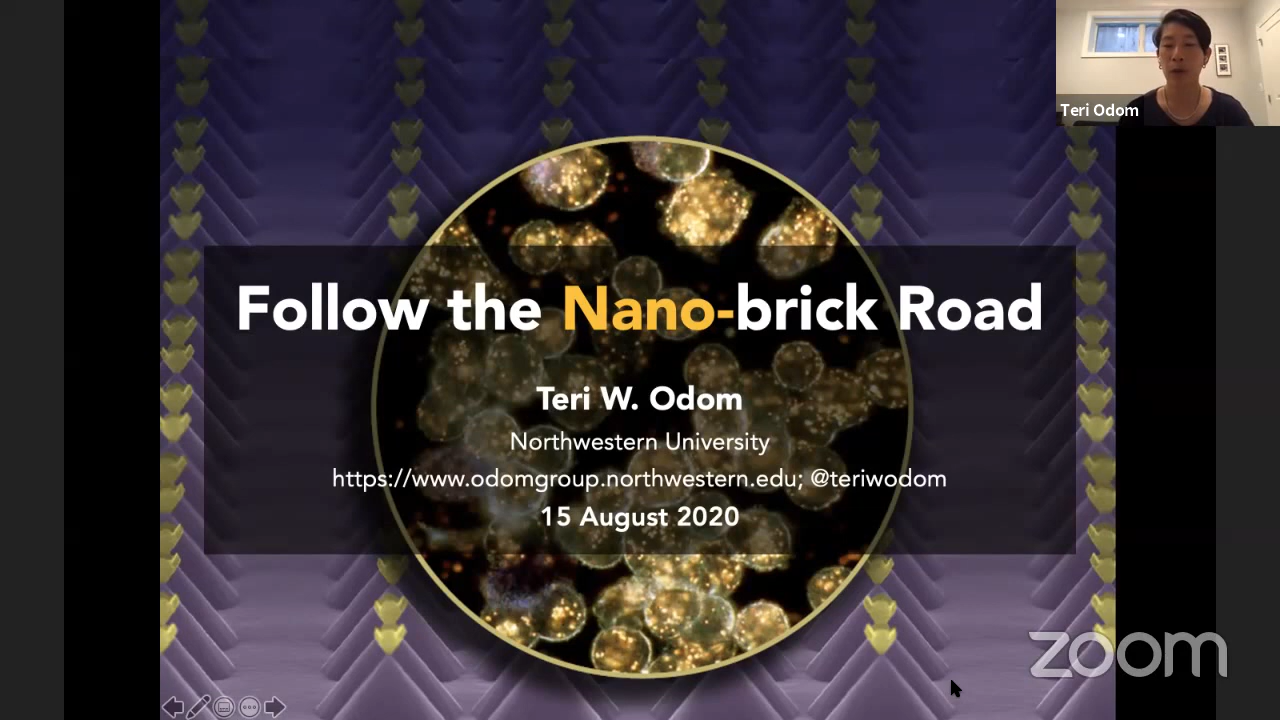 Teri Odom
Follow the Nano-brick Road
Teri W. Odom
Northwestern University
https://www.odomgroup.northwestern.edu; @teriwodom
15 August 2020
zoom